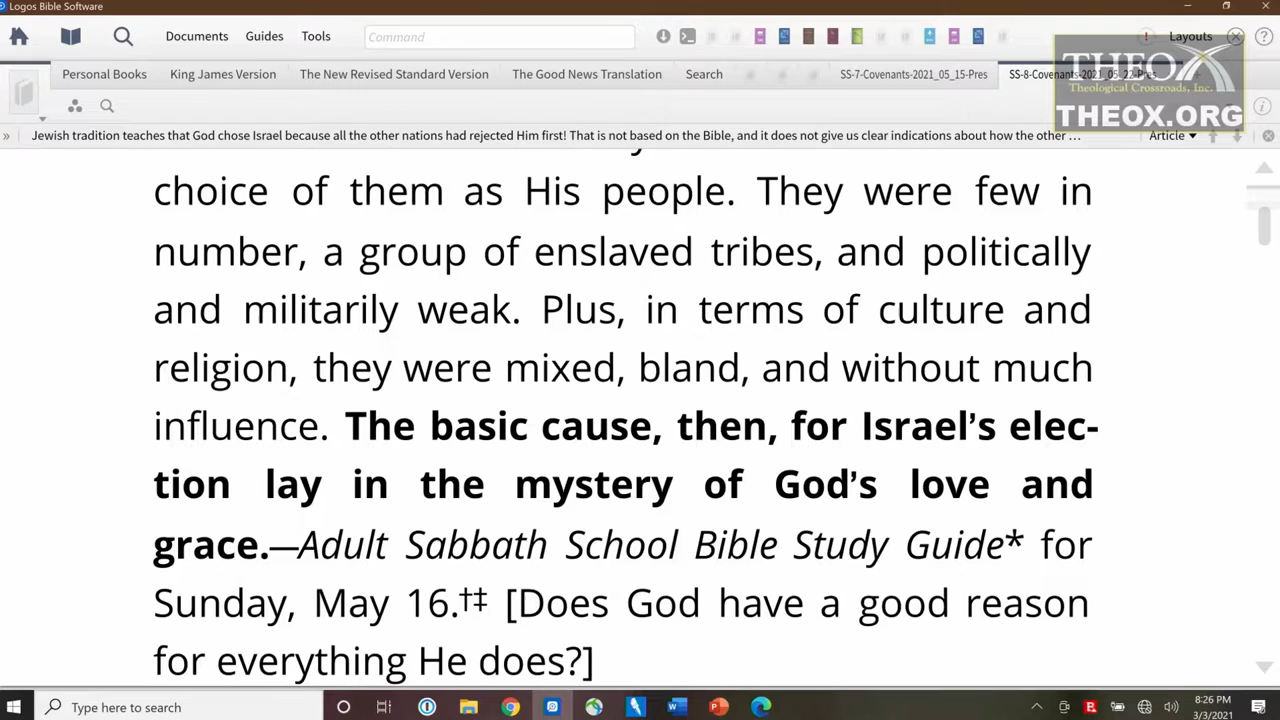 Logos Bible Software
Documents Guides Tools Command Layouts
Personal Books King James Version The New Revised Standard Version The Good News Translation Search SS-7-Covenants-2021_05_15-Pres SS-8-Covenants-2021_05_22-Pres
THEOX
Theological Crossroads, Inc.
THEOX.ORG
» Jewish tradition teaches that God chose Israel because all the other nations had rejected Him first! That is not based on the Bible, and it does not give us clear indications about how the other ... Article
choice of them as His people. They were few in
number, a group of enslaved tribes, and politically
and militarily weak. Plus, in terms of culture and
religion, they were mixed, bland, and without much
influence. The basic cause, then, for Israel's elec-
tion lay in the mystery of God's love and
grace.—Adult Sabbath School Bible Study Guide* for
Sunday, May 16.†‡ [Does God have a good reason
for everything He does?]
Type here to search
8:26 PM
3/3/2021